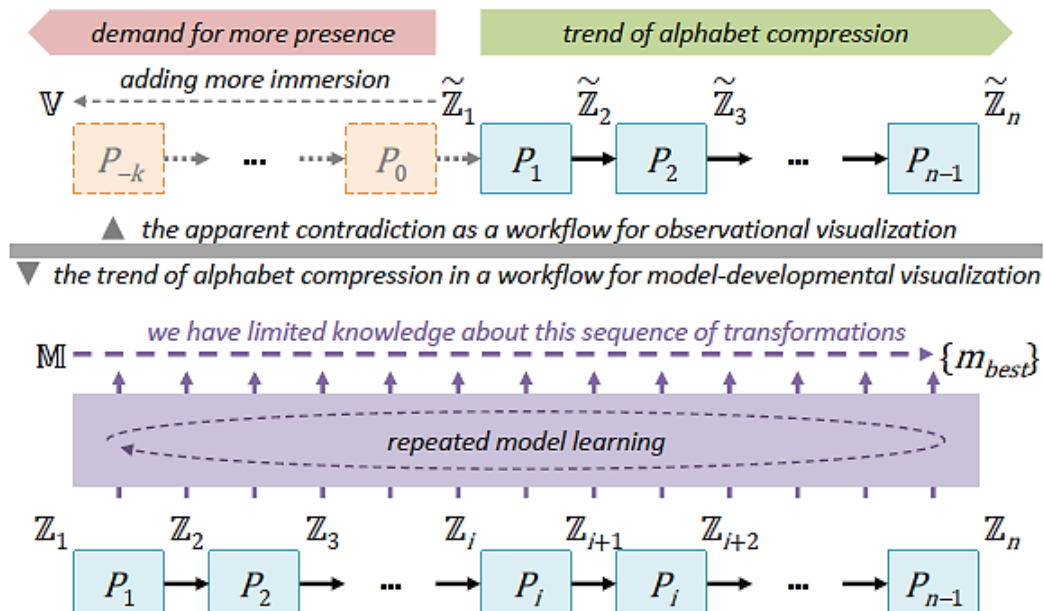 demand for more presence
trend of alphabet compression
adding more immersion
𝕍 ℤ̃₁ ℤ̃₂ ℤ̃₃ ℤ̃ₙ
P₋ₖ ... P₀ P₁ P₂ ... Pₙ₋₁
▲ the apparent contradiction as a workflow for observational visualization
▼ the trend of alphabet compression in a workflow for model-developmental visualization
we have limited knowledge about this sequence of transformations
𝕄 {m_best}
repeated model learning
ℤ₁ ℤ₂ ℤ₃ ℤᵢ ℤᵢ₊₁ ℤᵢ₊₂ ℤₙ
P₁ P₂ ... Pᵢ Pᵢ ... Pₙ₋₁